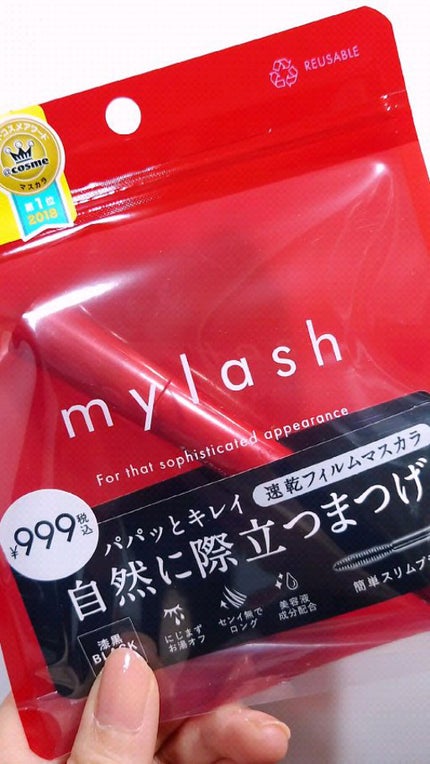 REUSABLE
コスメアワード
@cosme
マスカラ
第1位
2018
mylash
For that sophisticated appearance
速乾フィルムマスカラ
¥999税込
パパッとキレイ
自然に際立つまつげ
簡単スリムブラ
漆黒
BLACK
にじまず
お湯オフ
センイ無で
ロング
美容液
成分配合